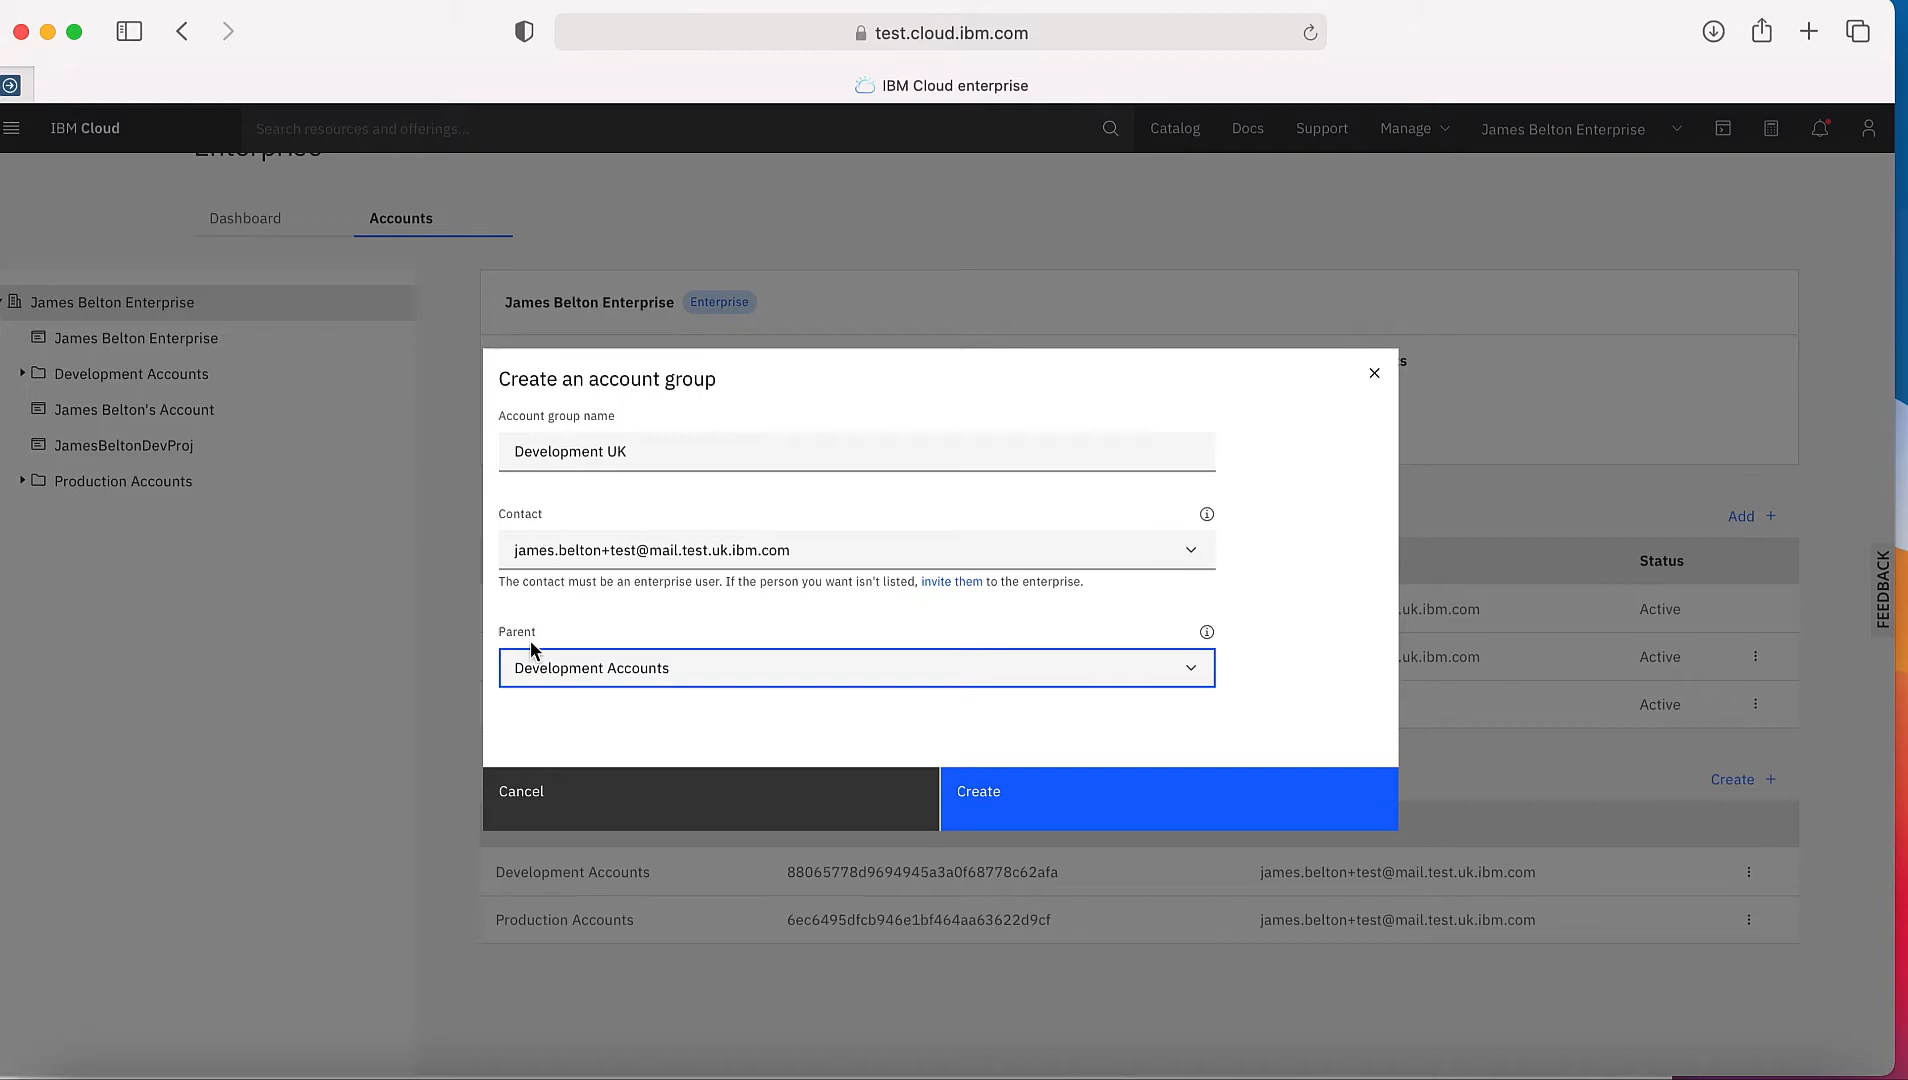 test.cloud.ibm.com
IBM Cloud enterprise
IBM Cloud
Search resources and offerings...
Catalog
Docs
Support
Manage
James Belton Enterprise
Enterprise
Dashboard
Accounts
James Belton Enterprise
James Belton Enterprise
Development Accounts
James Belton's Account
JamesBeltonDevProj
Production Accounts
James Belton Enterprise Enterprise
s
Create an account group
Account group name
Development UK
Contact
james.belton+test@mail.test.uk.ibm.com
The contact must be an enterprise user. If the person you want isn't listed, invite them to the enterprise.
Parent
Development Accounts
Cancel
Create
Add +
Status
.uk.ibm.com Active
.uk.ibm.com Active
Active
Create +
Development Accounts 88065778d9694945a3a0f68778c62afa james.belton+test@mail.test.uk.ibm.com
Production Accounts 6ec6495dfcb946e1bf464aa63622d9cf james.belton+test@mail.test.uk.ibm.com
FEEDBACK